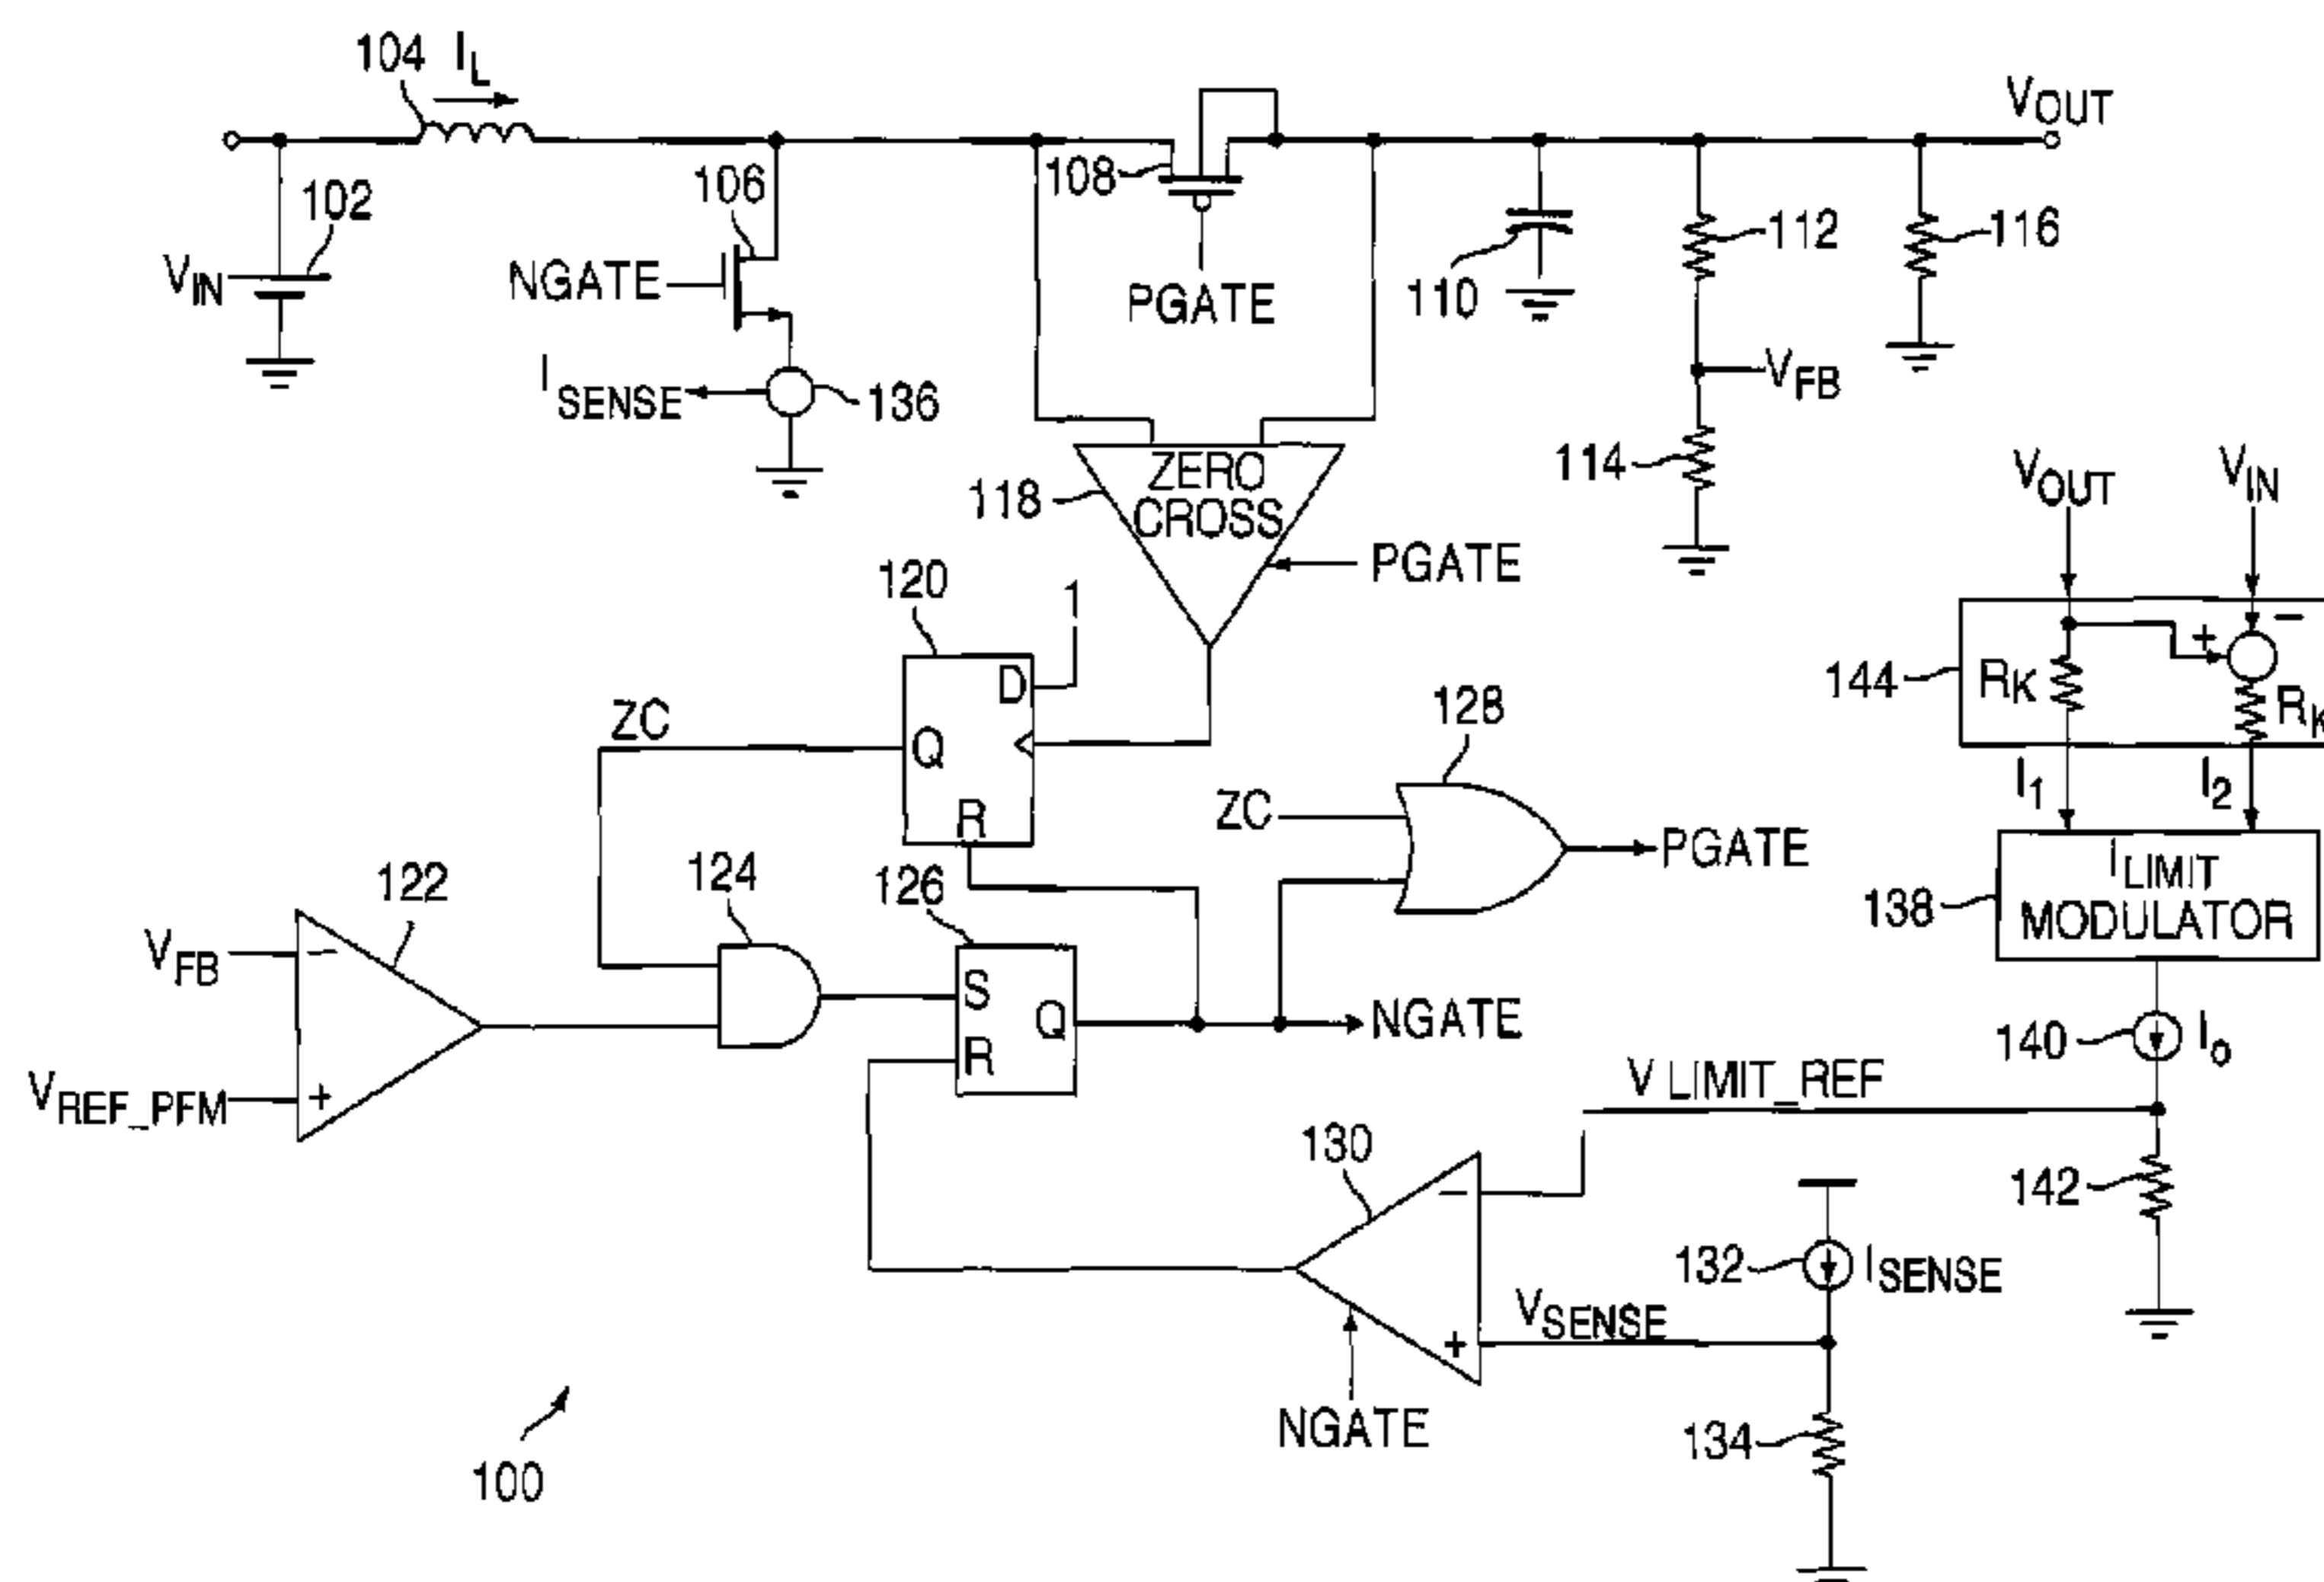 104 I_L
V_OUT
108
106
102
112
116
V_IN
NGATE
PGATE
110
I_SENSE
136
V_FB
ZERO
CROSS
118
114
V_OUT
V_IN
PGATE
120
1
D
+
−
144
R_K
R_K
ZC
Q
128
R
I_1
I_2
ZC
PGATE
I_LIMIT
MODULATOR
138
122
124
126
V_FB
−
S
Q
R
NGATE
140
I_o
V_REF_PFM
+
V LIMIT_REF
130
−
142
132
I_SENSE
V_SENSE
+
NGATE
134
100